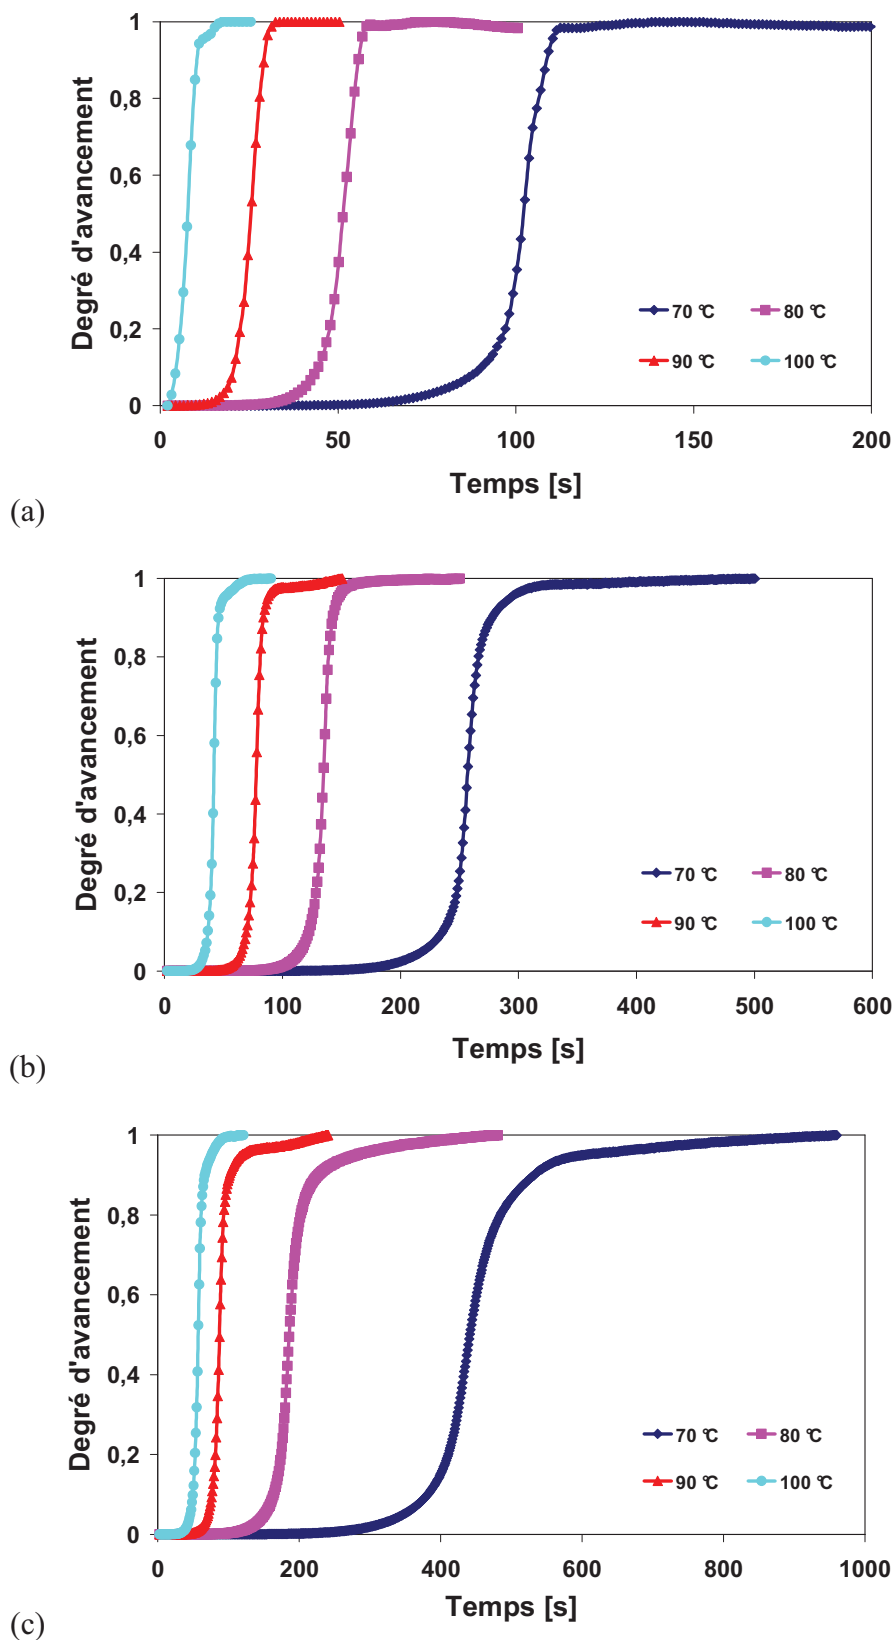 1
0,8
0,6
0,4
0,2
0
Degré d'avancement
70 °C
80 °C
90 °C
100 °C
0
50
100
150
200
Temps [s]
(a)
1
0,8
0,6
0,4
0,2
0
Degré d'avancement
70 °C
80 °C
90 °C
100 °C
0
100
200
300
400
500
600
Temps [s]
(b)
1
0,8
0,6
0,4
0,2
0
Degré d'avancement
70 °C
80 °C
90 °C
100 °C
0
200
400
600
800
1000
Temps [s]
(c)